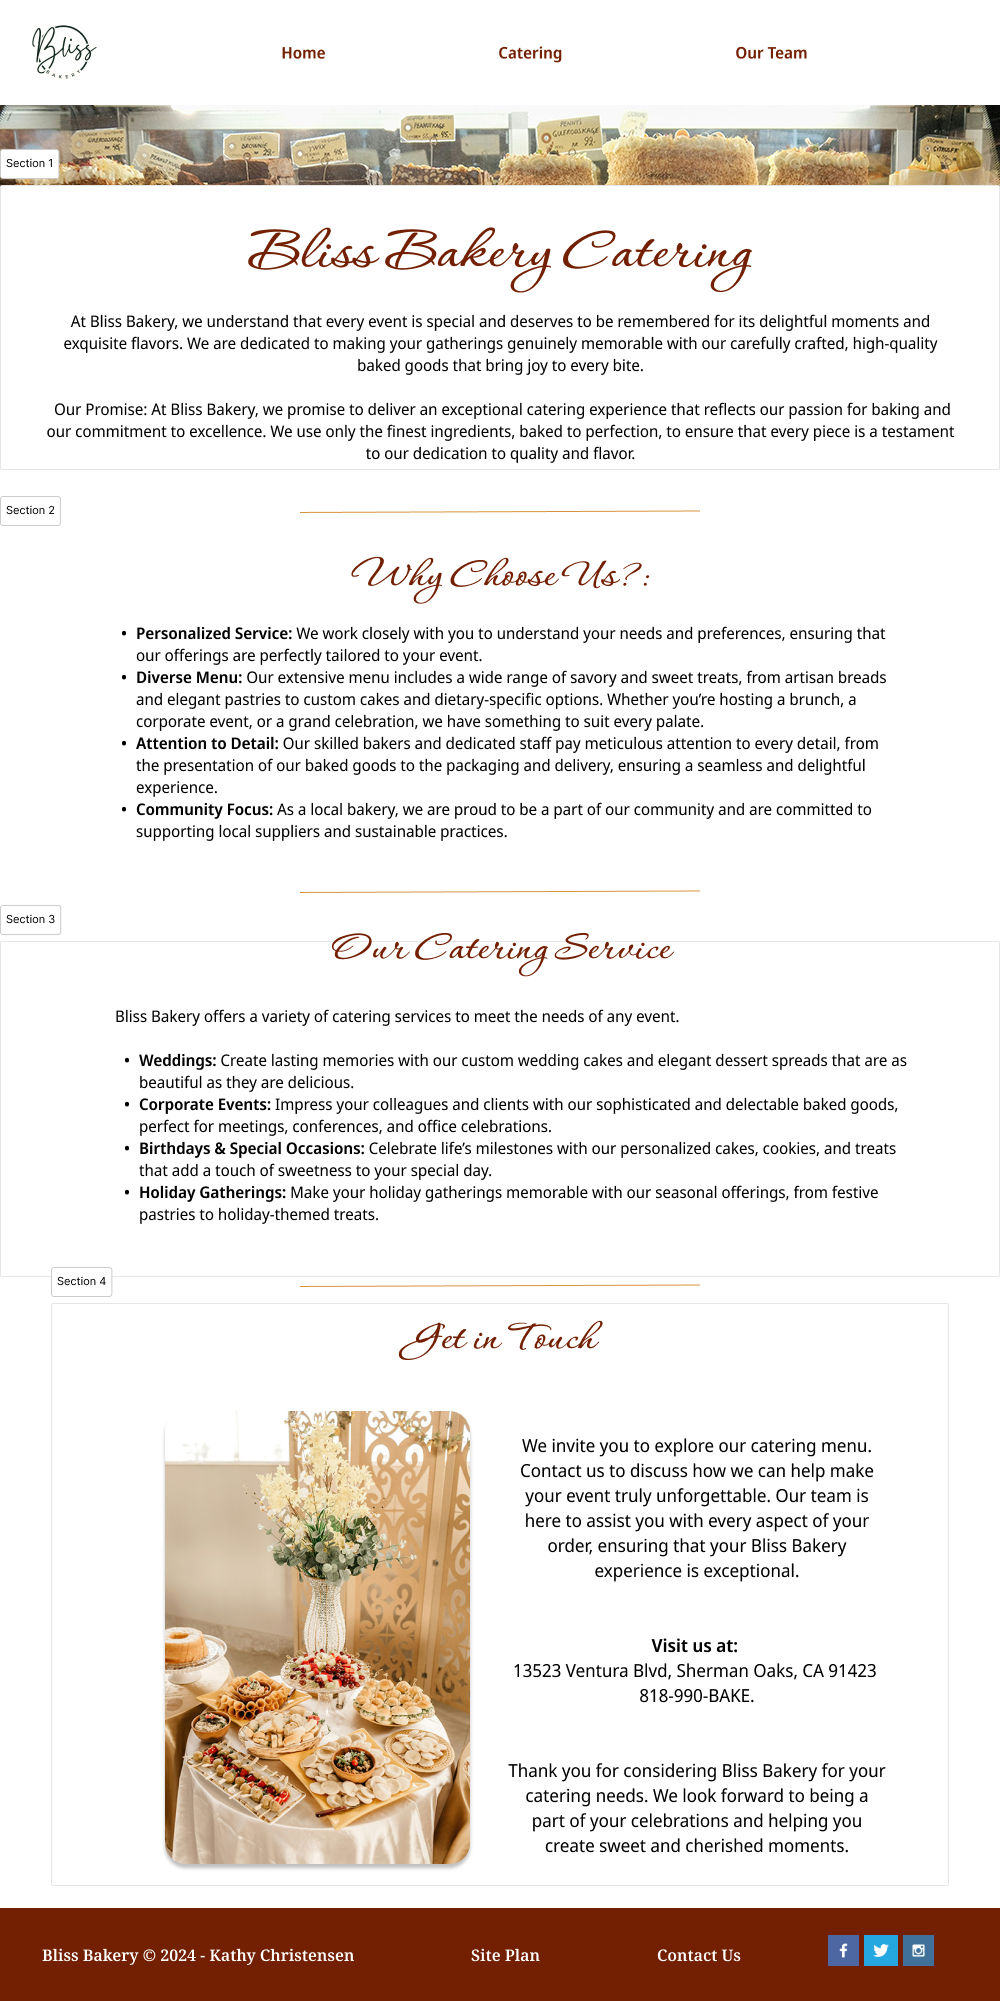 Bliss
BAKERY
Home
Catering
Our Team
BROWNIE
TWIX
PEANUTKAGE
PENNTS
GULERODSKAGE
Section 1
Bliss Bakery Catering
At Bliss Bakery, we understand that every event is special and deserves to be remembered for its delightful moments and
exquisite flavors. We are dedicated to making your gatherings genuinely memorable with our carefully crafted, high-quality
baked goods that bring joy to every bite.
Our Promise: At Bliss Bakery, we promise to deliver an exceptional catering experience that reflects our passion for baking and
our commitment to excellence. We use only the finest ingredients, baked to perfection, to ensure that every piece is a testament
to our dedication to quality and flavor.
Section 2
Why Choose Us?:
• Personalized Service: We work closely with you to understand your needs and preferences, ensuring that
our offerings are perfectly tailored to your event.
• Diverse Menu: Our extensive menu includes a wide range of savory and sweet treats, from artisan breads
and elegant pastries to custom cakes and dietary-specific options. Whether you're hosting a brunch, a
corporate event, or a grand celebration, we have something to suit every palate.
• Attention to Detail: Our skilled bakers and dedicated staff pay meticulous attention to every detail, from
the presentation of our baked goods to the packaging and delivery, ensuring a seamless and delightful
experience.
• Community Focus: As a local bakery, we are proud to be a part of our community and are committed to
supporting local suppliers and sustainable practices.
Section 3
Our Catering Service
Bliss Bakery offers a variety of catering services to meet the needs of any event.
• Weddings: Create lasting memories with our custom wedding cakes and elegant dessert spreads that are as
beautiful as they are delicious.
• Corporate Events: Impress your colleagues and clients with our sophisticated and delectable baked goods,
perfect for meetings, conferences, and office celebrations.
• Birthdays & Special Occasions: Celebrate life's milestones with our personalized cakes, cookies, and treats
that add a touch of sweetness to your special day.
• Holiday Gatherings: Make your holiday gatherings memorable with our seasonal offerings, from festive
pastries to holiday-themed treats.
Section 4
Get in Touch
We invite you to explore our catering menu.
Contact us to discuss how we can help make
your event truly unforgettable. Our team is
here to assist you with every aspect of your
order, ensuring that your Bliss Bakery
experience is exceptional.
Visit us at:
13523 Ventura Blvd, Sherman Oaks, CA 91423
818-990-BAKE.
Thank you for considering Bliss Bakery for your
catering needs. We look forward to being a
part of your celebrations and helping you
create sweet and cherished moments.
Bliss Bakery © 2024 - Kathy Christensen
Site Plan
Contact Us